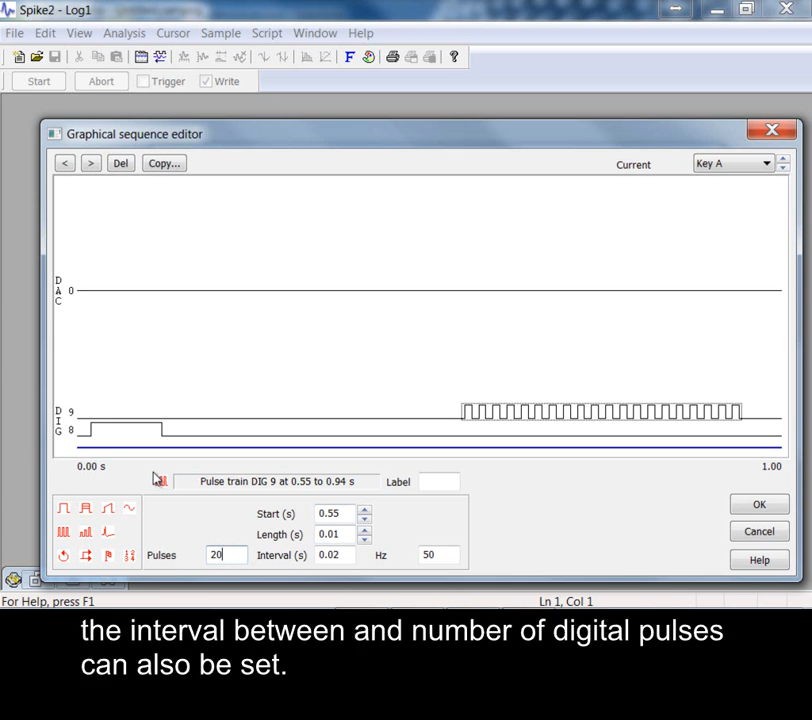 Spike2 - Log1
File Edit View Analysis Cursor Sample Script Window Help
F ?
Start Abort Trigger Write
Graphical sequence editor
< > Del Copy... Current Key A
D
A 0
C
D 9
I
G 8
0.00 s 1.00
Pulse train DIG 9 at 0.55 to 0.94 s Label
Start (s) 0.55 OK
Length (s) 0.01 Cancel
Pulses 20 Interval (s) 0.02 Hz 50 Help
For Help, press F1 Ln 1, Col 1
the interval between and number of digital pulses
can also be set.